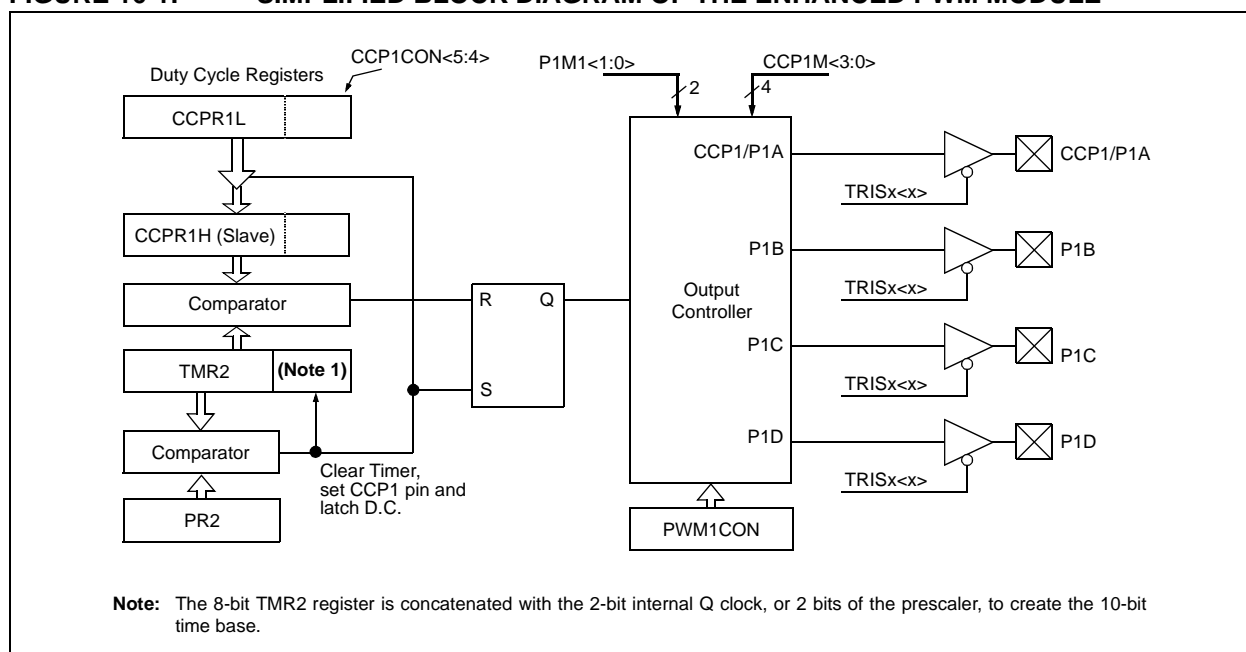 FIGURE 16-1: SIMPLIFIED BLOCK DIAGRAM OF THE ENHANCED PWM MODULE
Duty Cycle Registers
CCP1CON<5:4>
CCPR1L
CCPR1H (Slave)
Comparator
TMR2
(Note 1)
Comparator
PR2
Clear Timer,
set CCP1 pin and
latch D.C.
R
Q
S
P1M1<1:0>
2
CCP1M<3:0>
4
Output
Controller
CCP1/P1A
P1B
P1C
P1D
PWM1CON
TRISx<x>
CCP1/P1A
TRISx<x>
P1B
TRISx<x>
P1C
TRISx<x>
P1D
Note: The 8-bit TMR2 register is concatenated with the 2-bit internal Q clock, or 2 bits of the prescaler, to create the 10-bit
time base.